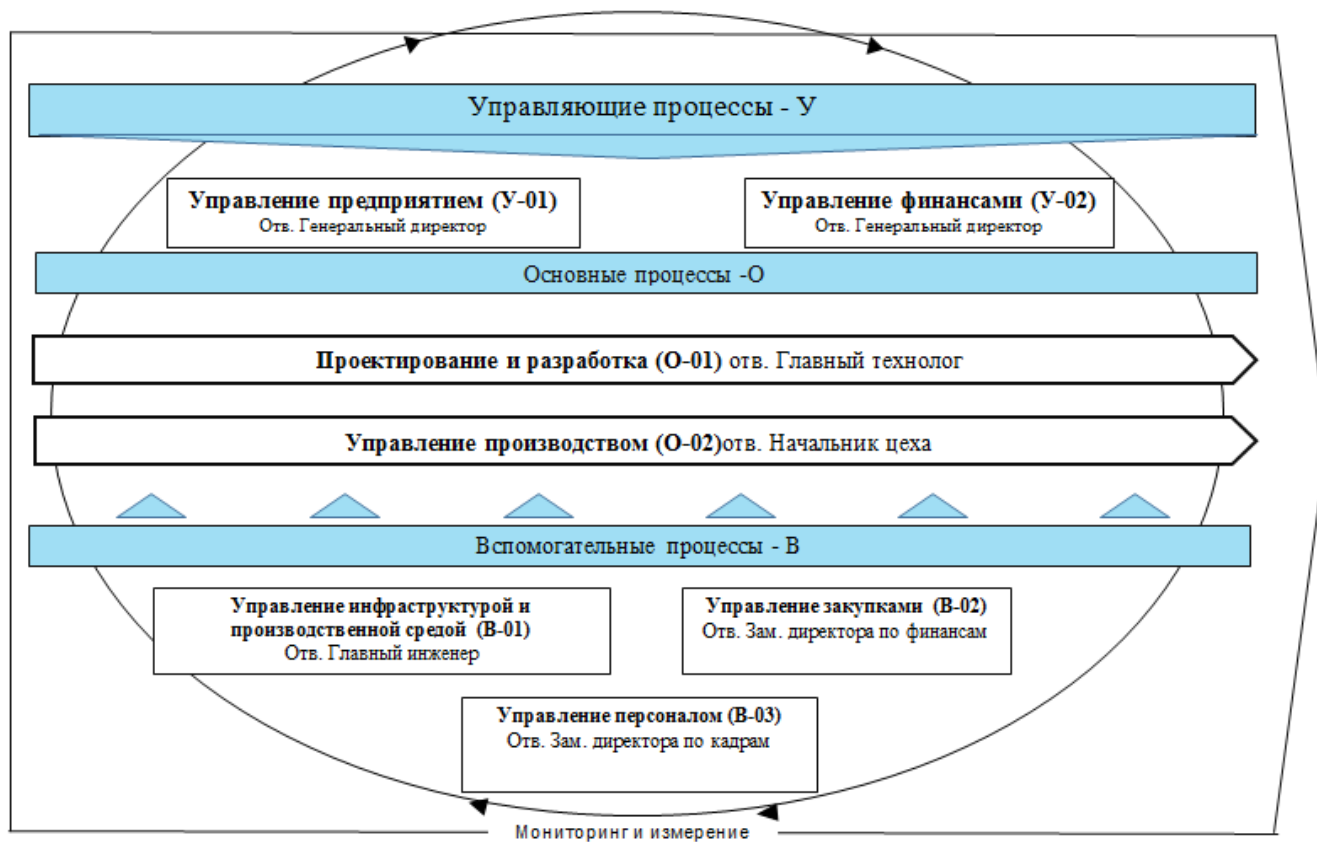 Управляющие процессы - У
Управление предприятием (У-01)
Отв. Генеральный директор
Управление финансами (У-02)
Отв. Генеральный директор
Основные процессы -О
Проектирование и разработка (О-01) отв. Главный технолог
Управление производством (О-02)отв. Начальник цеха
Вспомогательные процессы - В
Управление инфраструктурой и
производственной средой (В-01)
Отв. Главный инженер
Управление закупками (В-02)
Отв. Зам. директора по финансам
Управление персоналом (В-03)
Отв. Зам. директора по кадрам
Мониторинг и измерение